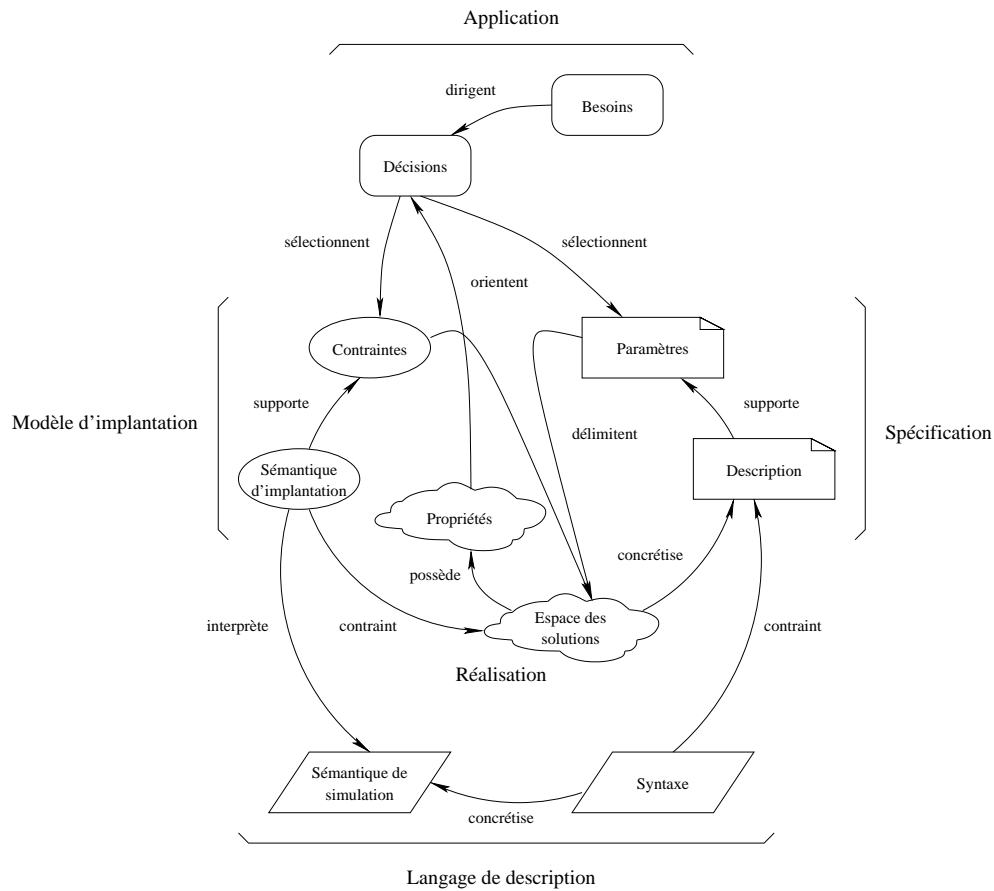 Application
dirigent
Besoins
Décisions
sélectionnent
sélectionnent
orientent
Contraintes
Paramètres
supporte
supporte
Modèle d'implantation
délimitent
Spécification
Sémantique
d'implantation
Description
Propriétés
concrétise
possède
Espace des
solutions
interprète
contraint
contraint
Réalisation
Sémantique de
simulation
Syntaxe
concrétise
Langage de description